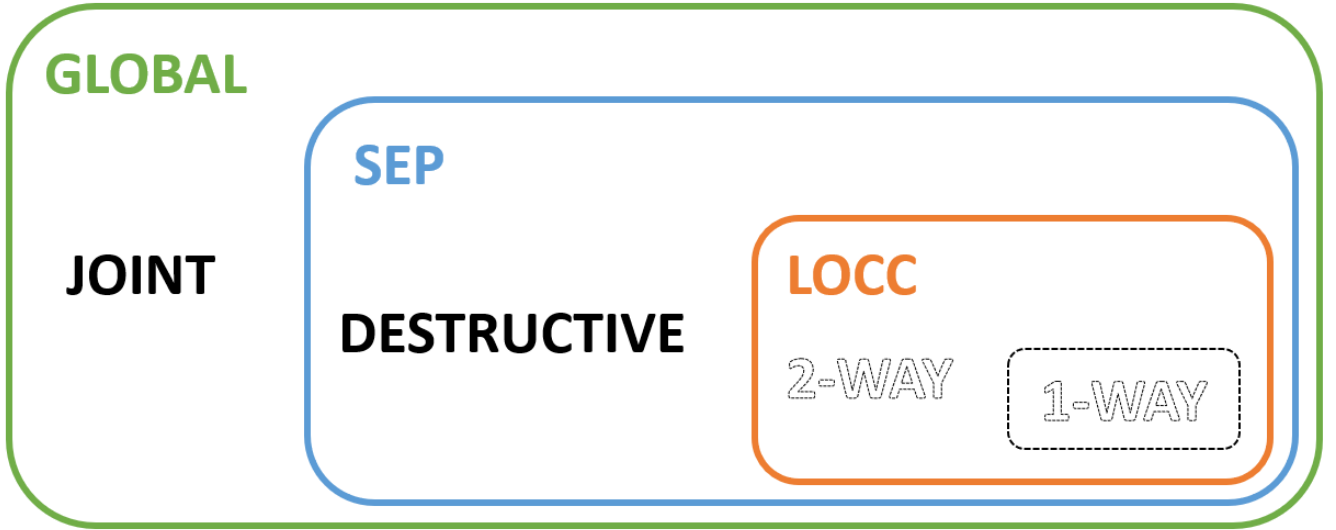 GLOBAL
SEP
JOINT
LOCC
DESTRUCTIVE
2-WAY
1-WAY